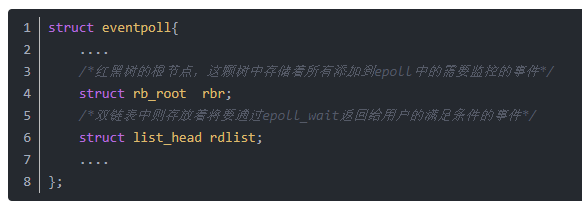 1 struct eventpoll{
2     ....
3     /*红黑树的根节点，这颗树中存储着所有添加到epoll中的需要监控的事件*/
4     struct rb_root  rbr;
5     /*双链表中则存放着将要通过epoll_wait返回给用户的满足条件的事件*/
6     struct list_head rdlist;
7     ....
8 };